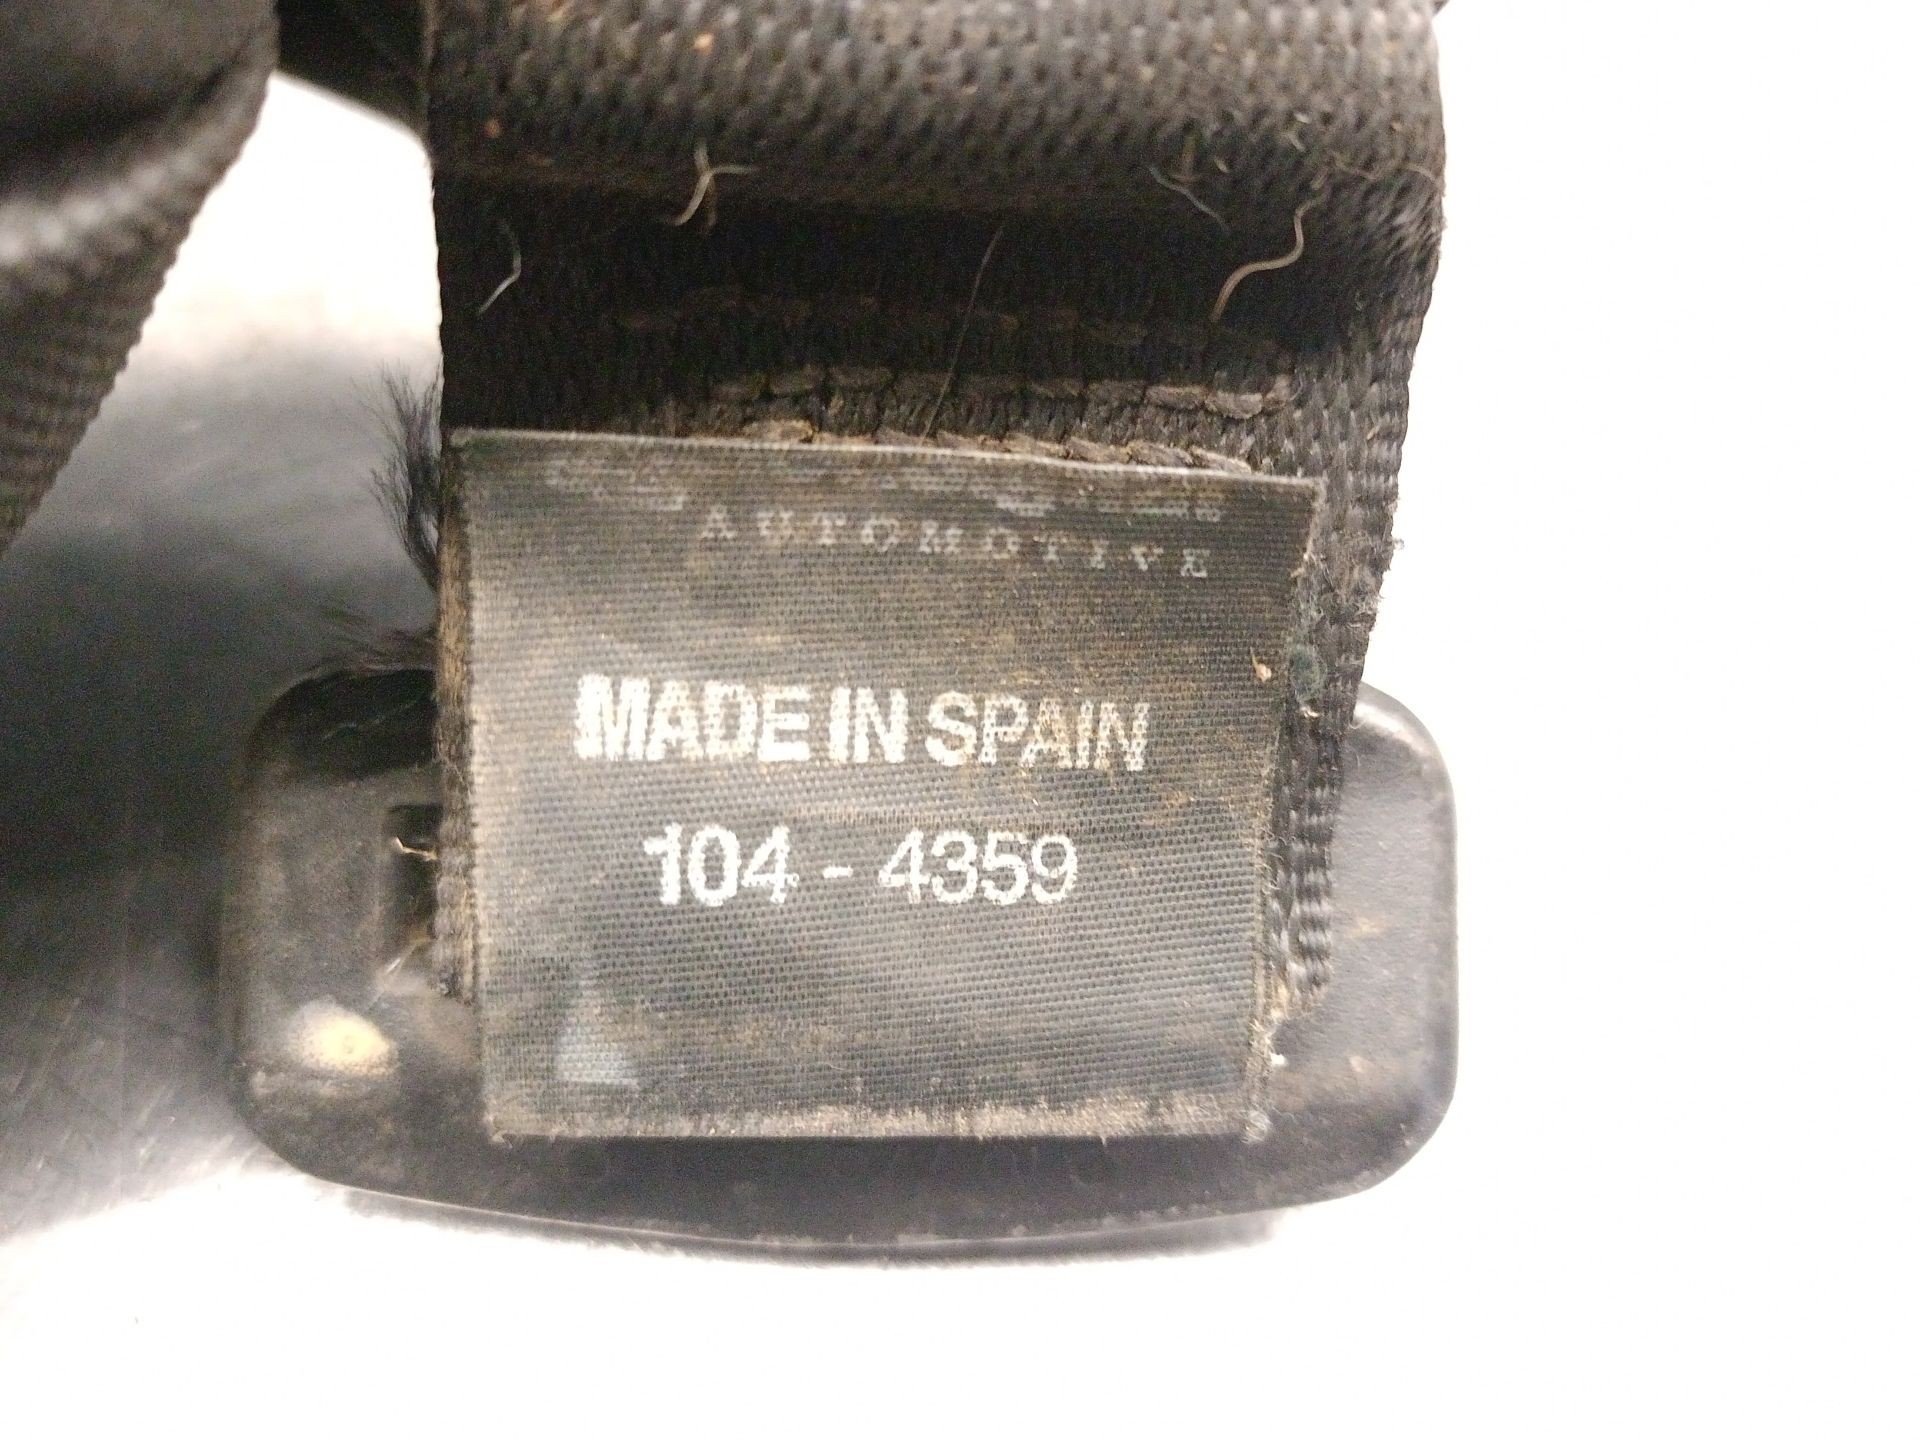 AUTOMOTIVE
MADE IN SPAIN
104 - 4359